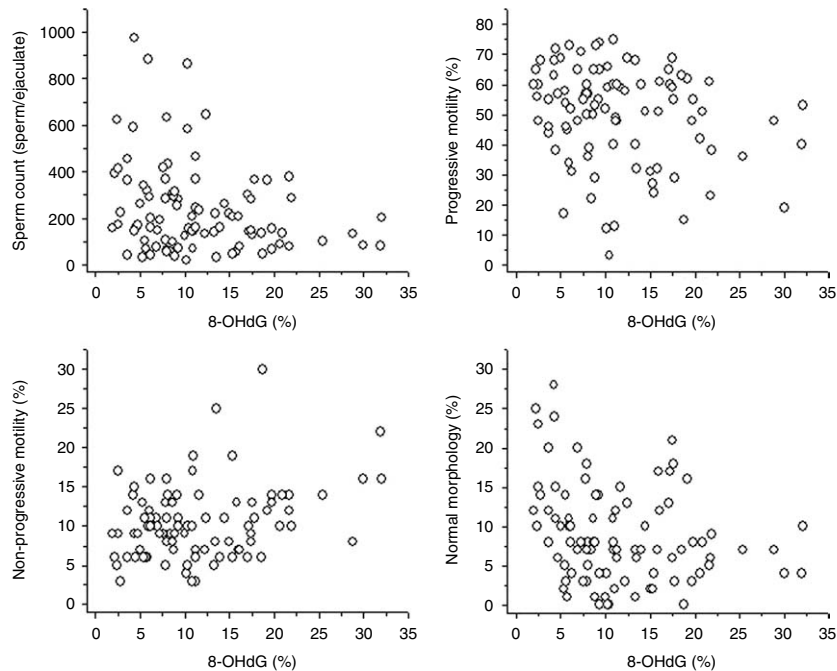 Sperm count (sperm/ejaculate)
1000
800
600
400
200
0
0 5 10 15 20 25 30 35
8-OHdG (%)
Progressive motility (%)
80
70
60
50
40
30
20
10
0
0 5 10 15 20 25 30 35
8-OHdG (%)
Non-progressive motility (%)
30
25
20
15
10
5
0
0 5 10 15 20 25 30 35
8-OHdG (%)
Normal morphology (%)
30
25
20
15
10
5
0
0 5 10 15 20 25 30 35
8-OHdG (%)